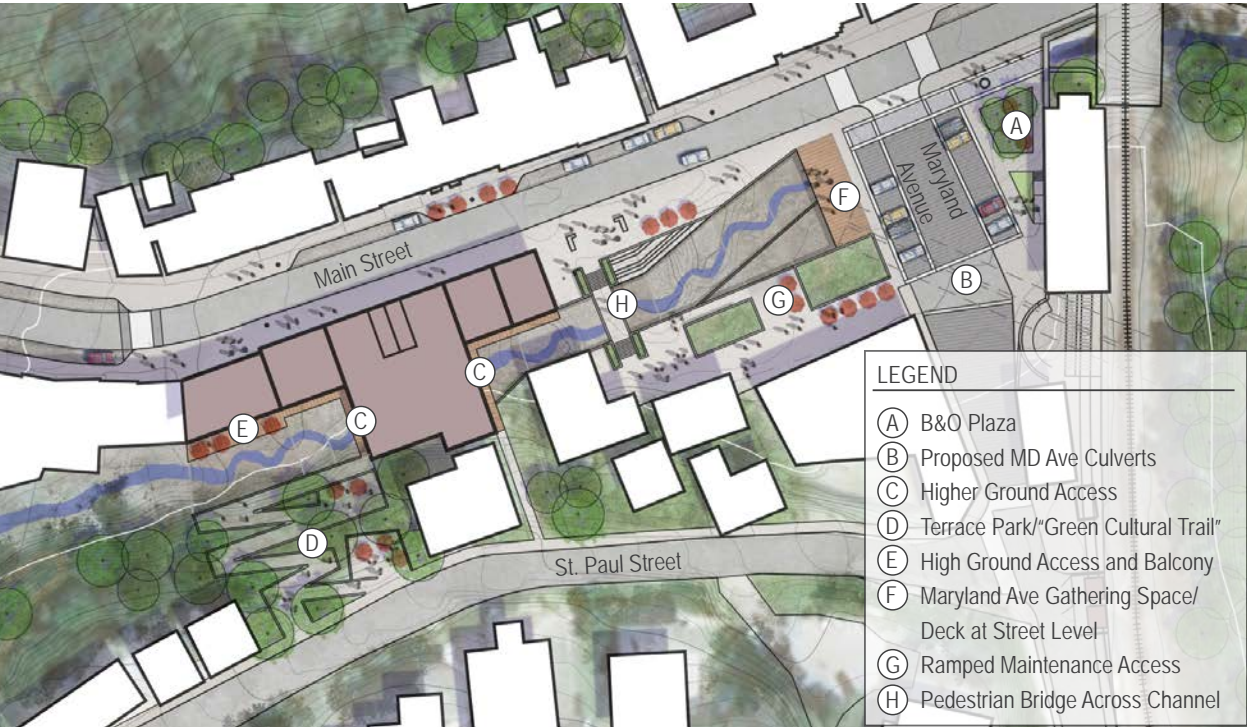 A
Maryland
Avenue
F
Main Street
B
H
G
C
C
E
D
St. Paul Street
LEGEND
A B&O Plaza
B Proposed MD Ave Culverts
C Higher Ground Access
D Terrace Park/“Green Cultural Trail”
E High Ground Access and Balcony
F Maryland Ave Gathering Space/
Deck at Street Level
G Ramped Maintenance Access
H Pedestrian Bridge Across Channel